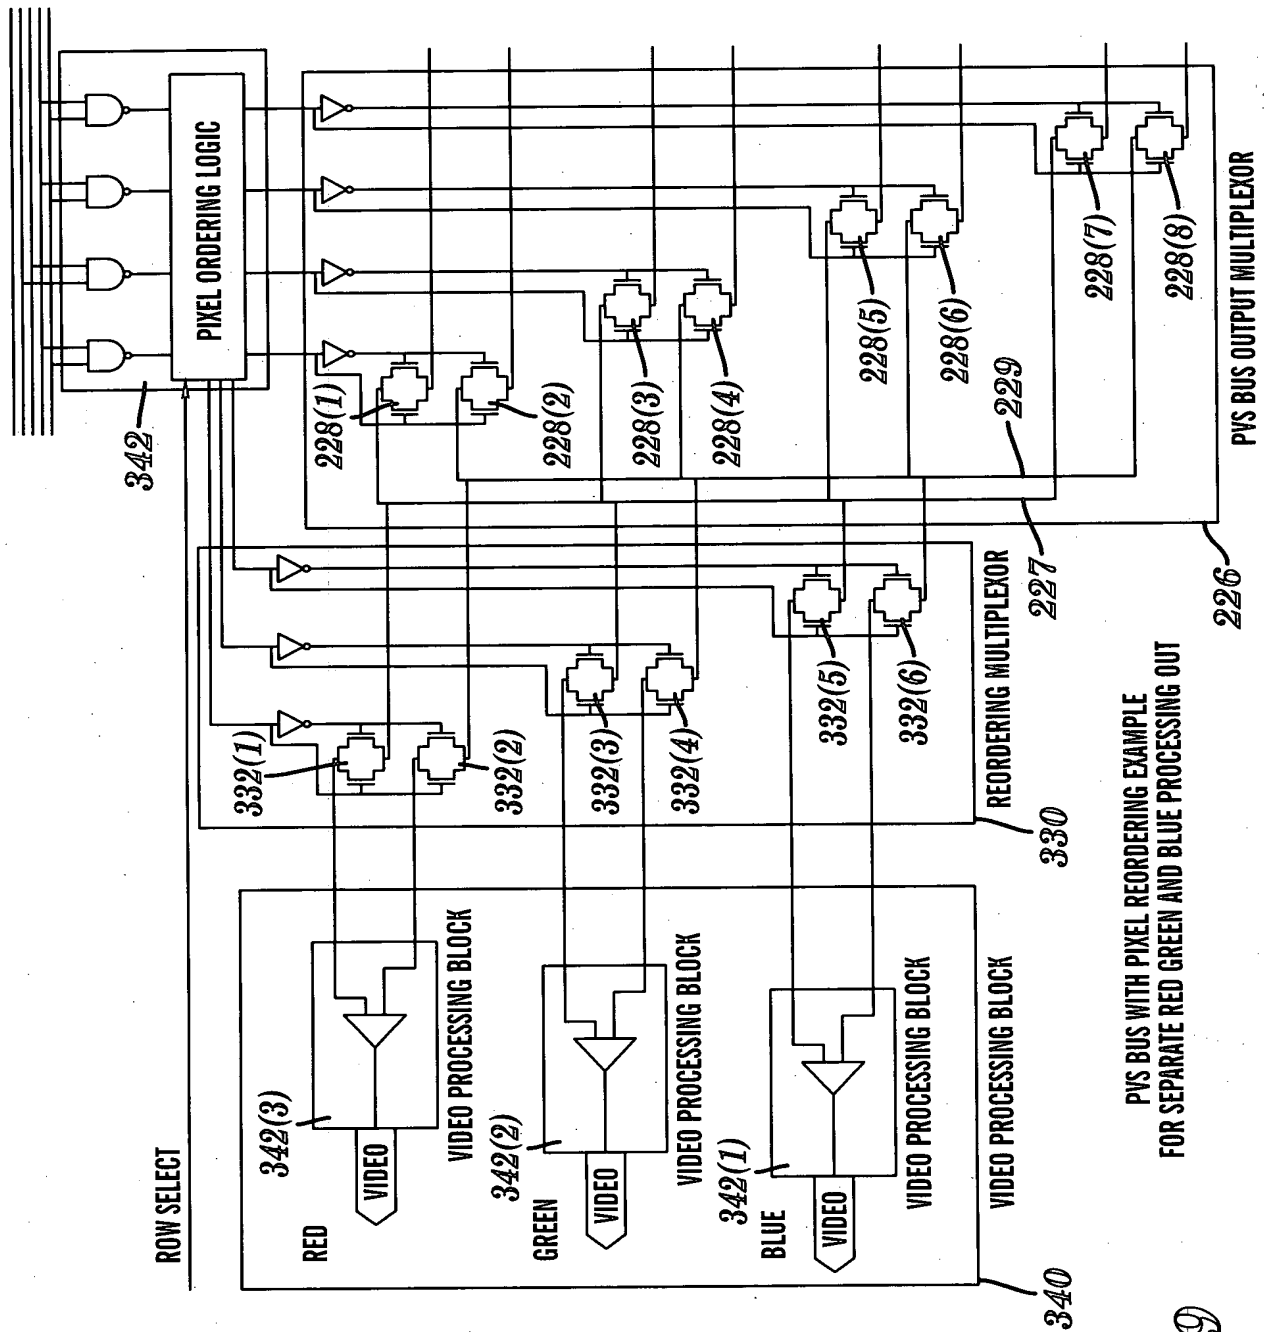 ROW SELECT
342
PIXEL ORDERING LOGIC
228(1)
228(2)
228(3)
228(4)
228(5)
228(6)
228(7)
228(8)
229
227
226
PVS BUS OUTPUT MULTIPLEXOR
332(1)
332(2)
332(3)
332(4)
332(5)
332(6)
REORDERING MULTIPLEXOR
330
342(3)
VIDEO
RED
VIDEO PROCESSING BLOCK
342(2)
VIDEO
GREEN
VIDEO PROCESSING BLOCK
342(1)
VIDEO
BLUE
VIDEO PROCESSING BLOCK
VIDEO PROCESSING BLOCK
340
PVS BUS WITH PIXEL REORDERING EXAMPLE
FOR SEPARATE RED GREEN AND BLUE PROCESSING OUT